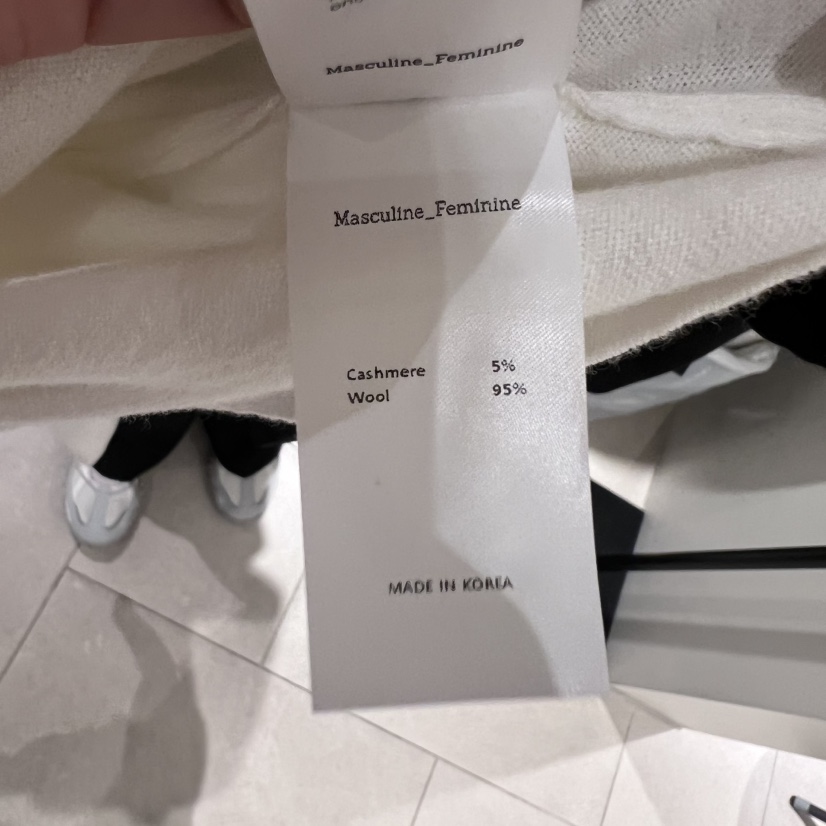 Masculine_Feminine
Masculine_Feminine
Cashmere 5%
Wool 95%
MADE IN KOREA